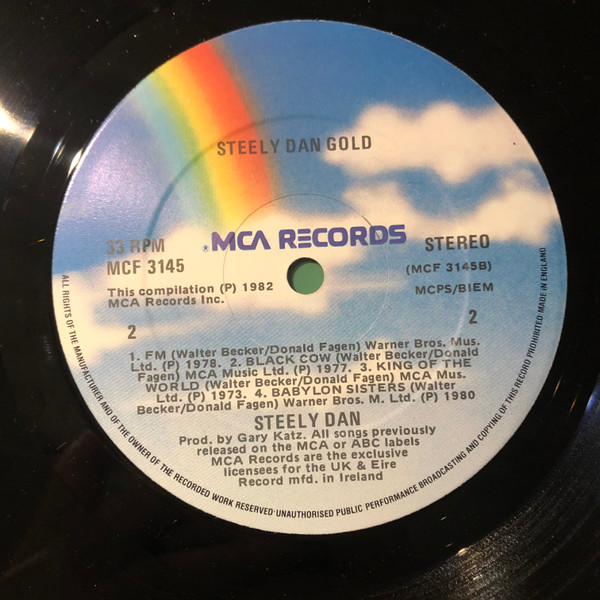 STEELY DAN GOLD
33 RPM
MCF 3145
®MCA RECORDS
STEREO
(MCF 3145B)
MCPS/BIEM
This compilation (P) 1982
MCA Records Inc.
2
2
1. FM (Walter Becker/Donald Fagen) Warner Bros. Mus.
Ltd. (P) 1978. 2. BLACK COW (Walter Becker/Donald
Fagen) MCA Music Ltd. (P) 1977. 3. KING OF THE
WORLD (Walter Becker/Donald Fagen) MCA Mus.
Ltd. (P) 1973. 4. BABYLON SISTERS (Walter
Becker/Donald Fagen) Warner Bros. M. Ltd. (P) 1980
STEELY DAN
Prod. by Gary Katz. All songs previously
released on the MCA or ABC labels
MCA Records are the exclusive
licensees for the UK & Eire
Record mfd. in Ireland
ALL RIGHTS OF THE MANUFACTURER AND OF THE OWNER OF THE RECORDED WORK RESERVED·UNAUTHORISED PUBLIC PERFORMANCE BROADCASTING AND COPYING OF THIS RECORD PROHIBITED MADE IN ENGLAND